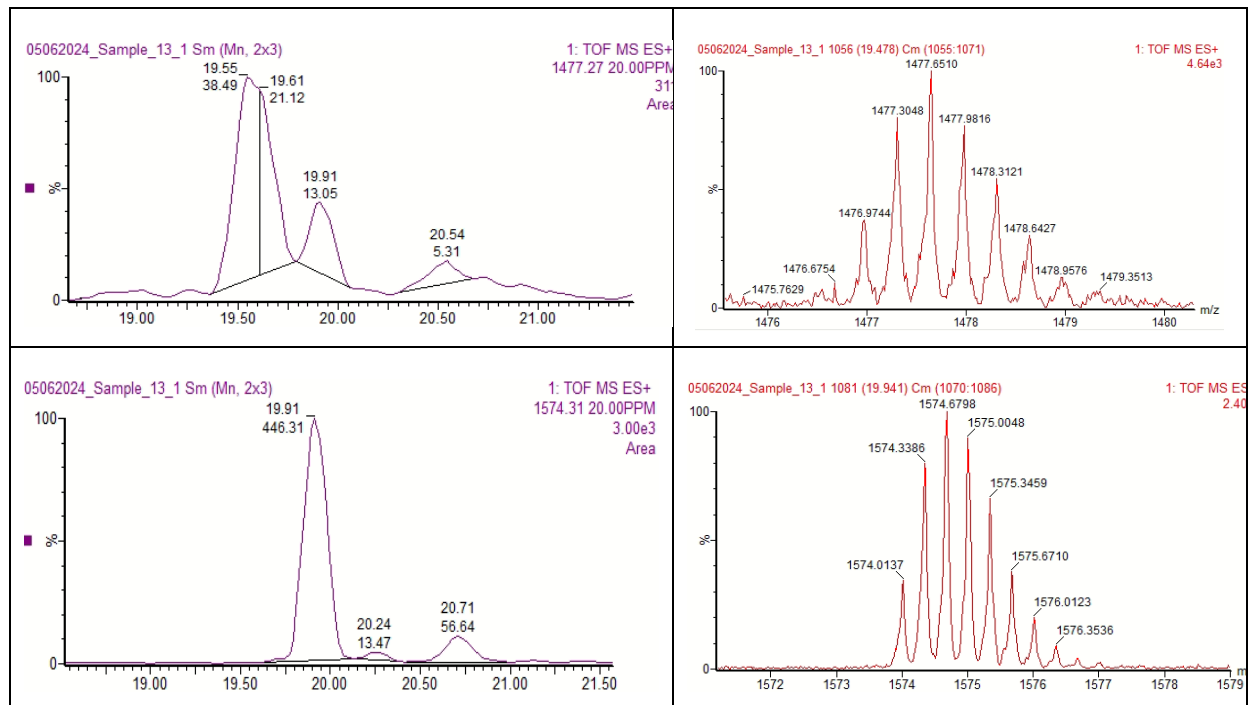 05062024_Sample_13_1 Sm (Mn, 2x3)
1: TOF MS ES+
1477.27 20.00PPM
Area
100
%
0
19.55
38.49
19.61
21.12
19.91
13.05
20.54
5.31
19.00 19.50 20.00 20.50 21.00
05062024_Sample_13_1 1056 (19.478) Cm (1055:1071)
1: TOF MS ES+
4.64e3
100
%
0
1477.6510
1477.3048
1477.9816
1478.3121
1476.9744
1478.6427
1476.6754
1478.9576
1475.7629
1479.3513
1476 1477 1478 1479 1480
m/z
05062024_Sample_13_1 Sm (Mn, 2x3)
1: TOF MS ES+
1574.31 20.00PPM
3.00e3
Area
100
%
0
19.91
446.31
20.24
13.47
20.71
56.64
19.00 19.50 20.00 20.50 21.00 21.50
05062024_Sample_13_1 1081 (19.941) Cm (1070:1086)
1: TOF MS ES
2.40
100
%
0
1574.6798
1575.0048
1574.3386
1575.3459
1574.0137
1575.6710
1576.0123
1576.3536
1572 1573 1574 1575 1576 1577 1578 1579
m